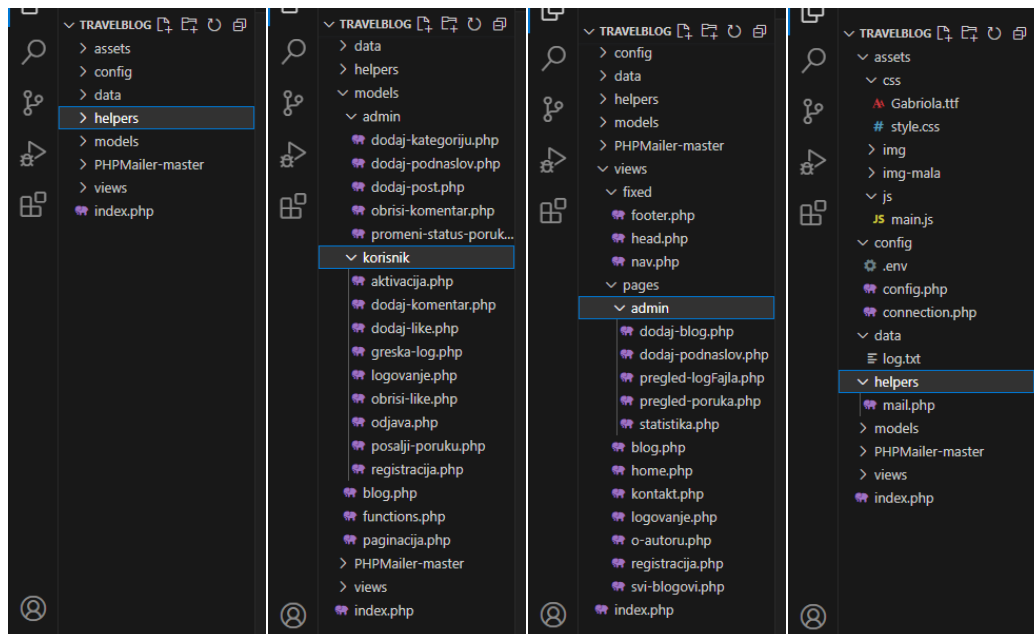 TRAVELBLOG
assets
config
data
helpers
models
PHPMailer-master
views
index.php
TRAVELBLOG
data
helpers
models
admin
dodaj-kategoriju.php
dodaj-podnaslov.php
dodaj-post.php
obrisi-komentar.php
promeni-status-poruk...
korisnik
aktivacija.php
dodaj-komentar.php
dodaj-like.php
greska-log.php
logovanje.php
obrisi-like.php
odjava.php
posalji-poruku.php
registracija.php
blog.php
functions.php
paginacija.php
PHPMailer-master
views
index.php
TRAVELBLOG
config
data
helpers
models
PHPMailer-master
views
fixed
footer.php
head.php
nav.php
pages
admin
dodaj-blog.php
dodaj-podnaslov.php
pregled-logFajla.php
pregled-poruka.php
statistika.php
blog.php
home.php
kontakt.php
logovanje.php
o-autoru.php
registracija.php
svi-blogovi.php
index.php
TRAVELBLOG
assets
css
Gabriola.ttf
# style.css
img
img-mala
js
JS main.js
config
.env
config.php
connection.php
data
log.txt
helpers
mail.php
models
PHPMailer-master
views
index.php